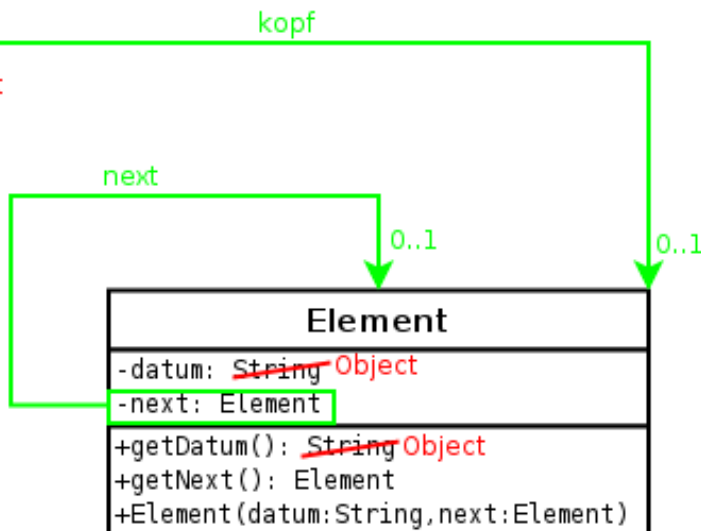 kopf
next
0..1
0..1
Element
-datum: String Object
-next: Element
+getDatum(): String Object
+getNext(): Element
+Element(datum:String,next:Element)